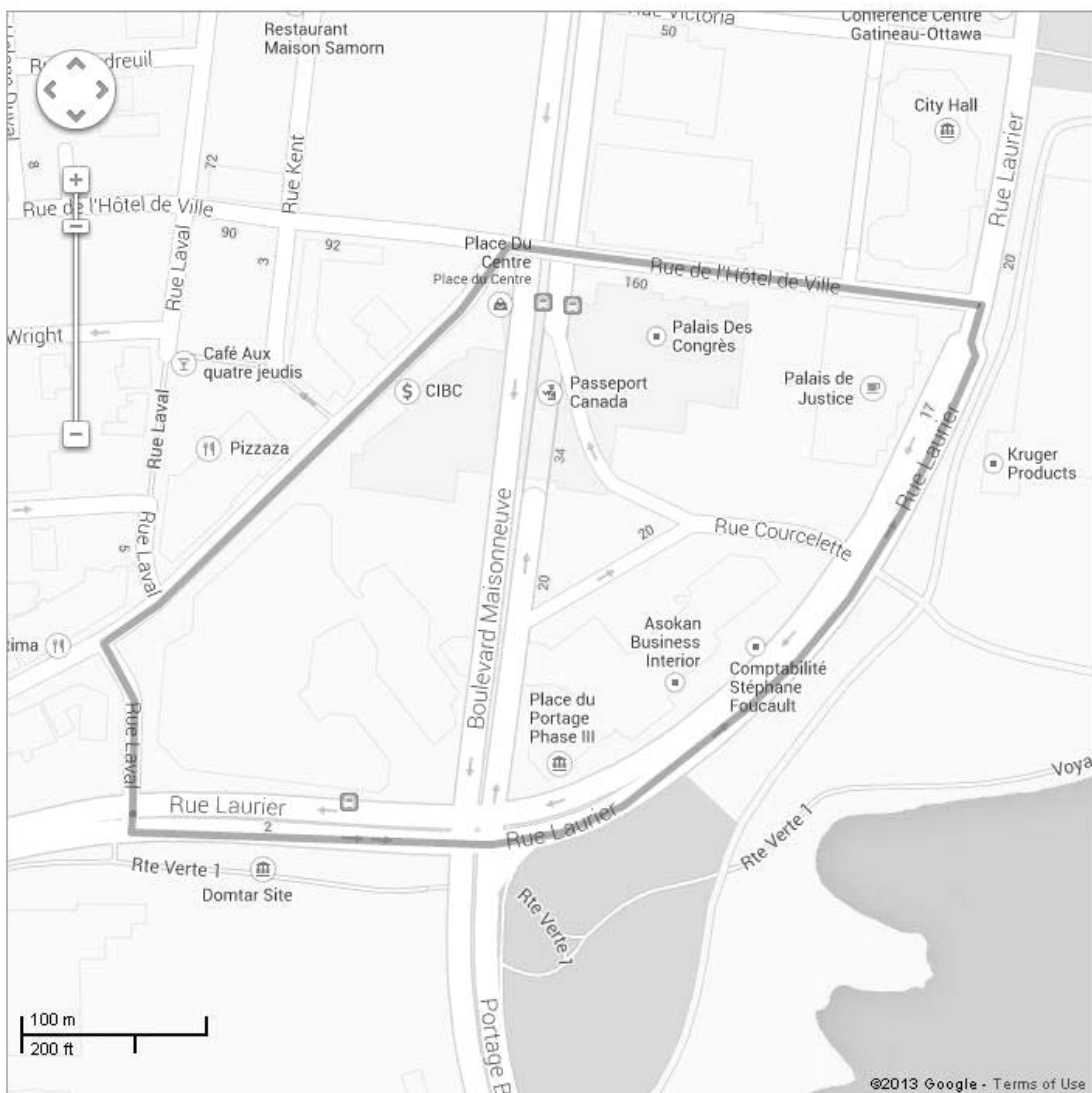 Rue Victoria
50
Conference Centre
Gatineau-Ottawa
Restaurant
Maison Samorn
City Hall
Rue Laurier
20
8
72
Rue Kent
Rue de l'Hôtel de Ville
90
92
3
Rue Laval
Place Du
Centre
Place du Centre
Rue de l'Hôtel de Ville
160
Wright
Café Aux
quatre jeudis
CIBC
Palais Des
Congrès
Passeport
Canada
Palais de
Justice
17
Rue Laurier
Rue Laval
Pizzaza
34
Kruger
Products
Boulevard Maisonneuve
20
Rue Courcelette
5
Rue Laval
20
Asokan
Business
Interior
Comptabilité
Stéphane
Foucault
Place du
Portage
Phase III
Rue Laval
Rue Laurier
2
Rue Laurier
Rte Verte 1
Domtar Site
Rte Verte 1
Rte Verte 1
Voya
Portage B
100 m
200 ft
©2013 Google - Terms of Use